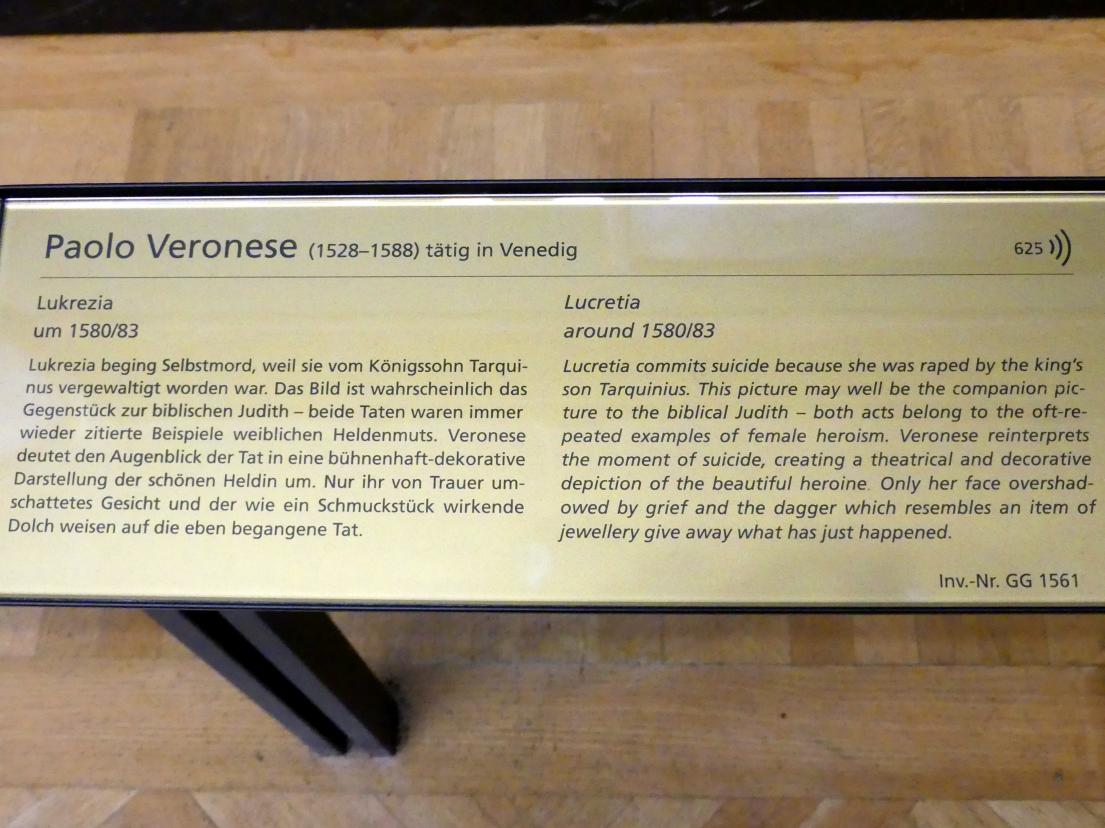 Paolo Veronese (1528–1588) tätig in Venedig
625
Lukrezia
um 1580/83
Lukrezia beging Selbstmord, weil sie vom Königssohn Tarqui-
nus vergewaltigt worden war. Das Bild ist wahrscheinlich das
Gegenstück zur biblischen Judith – beide Taten waren immer
wieder zitierte Beispiele weiblichen Heldenmuts. Veronese
deutet den Augenblick der Tat in eine bühnenhaft-dekorative
Darstellung der schönen Heldin um. Nur ihr von Trauer um-
schattetes Gesicht und der wie ein Schmuckstück wirkende
Dolch weisen auf die eben begangene Tat.
Lucretia
around 1580/83
Lucretia commits suicide because she was raped by the king's
son Tarquinius. This picture may well be the companion pic-
ture to the biblical Judith – both acts belong to the oft-re-
peated examples of female heroism. Veronese reinterprets
the moment of suicide, creating a theatrical and decorative
depiction of the beautiful heroine. Only her face overshad-
owed by grief and the dagger which resembles an item of
jewellery give away what has just happened.
Inv.-Nr. GG 1561